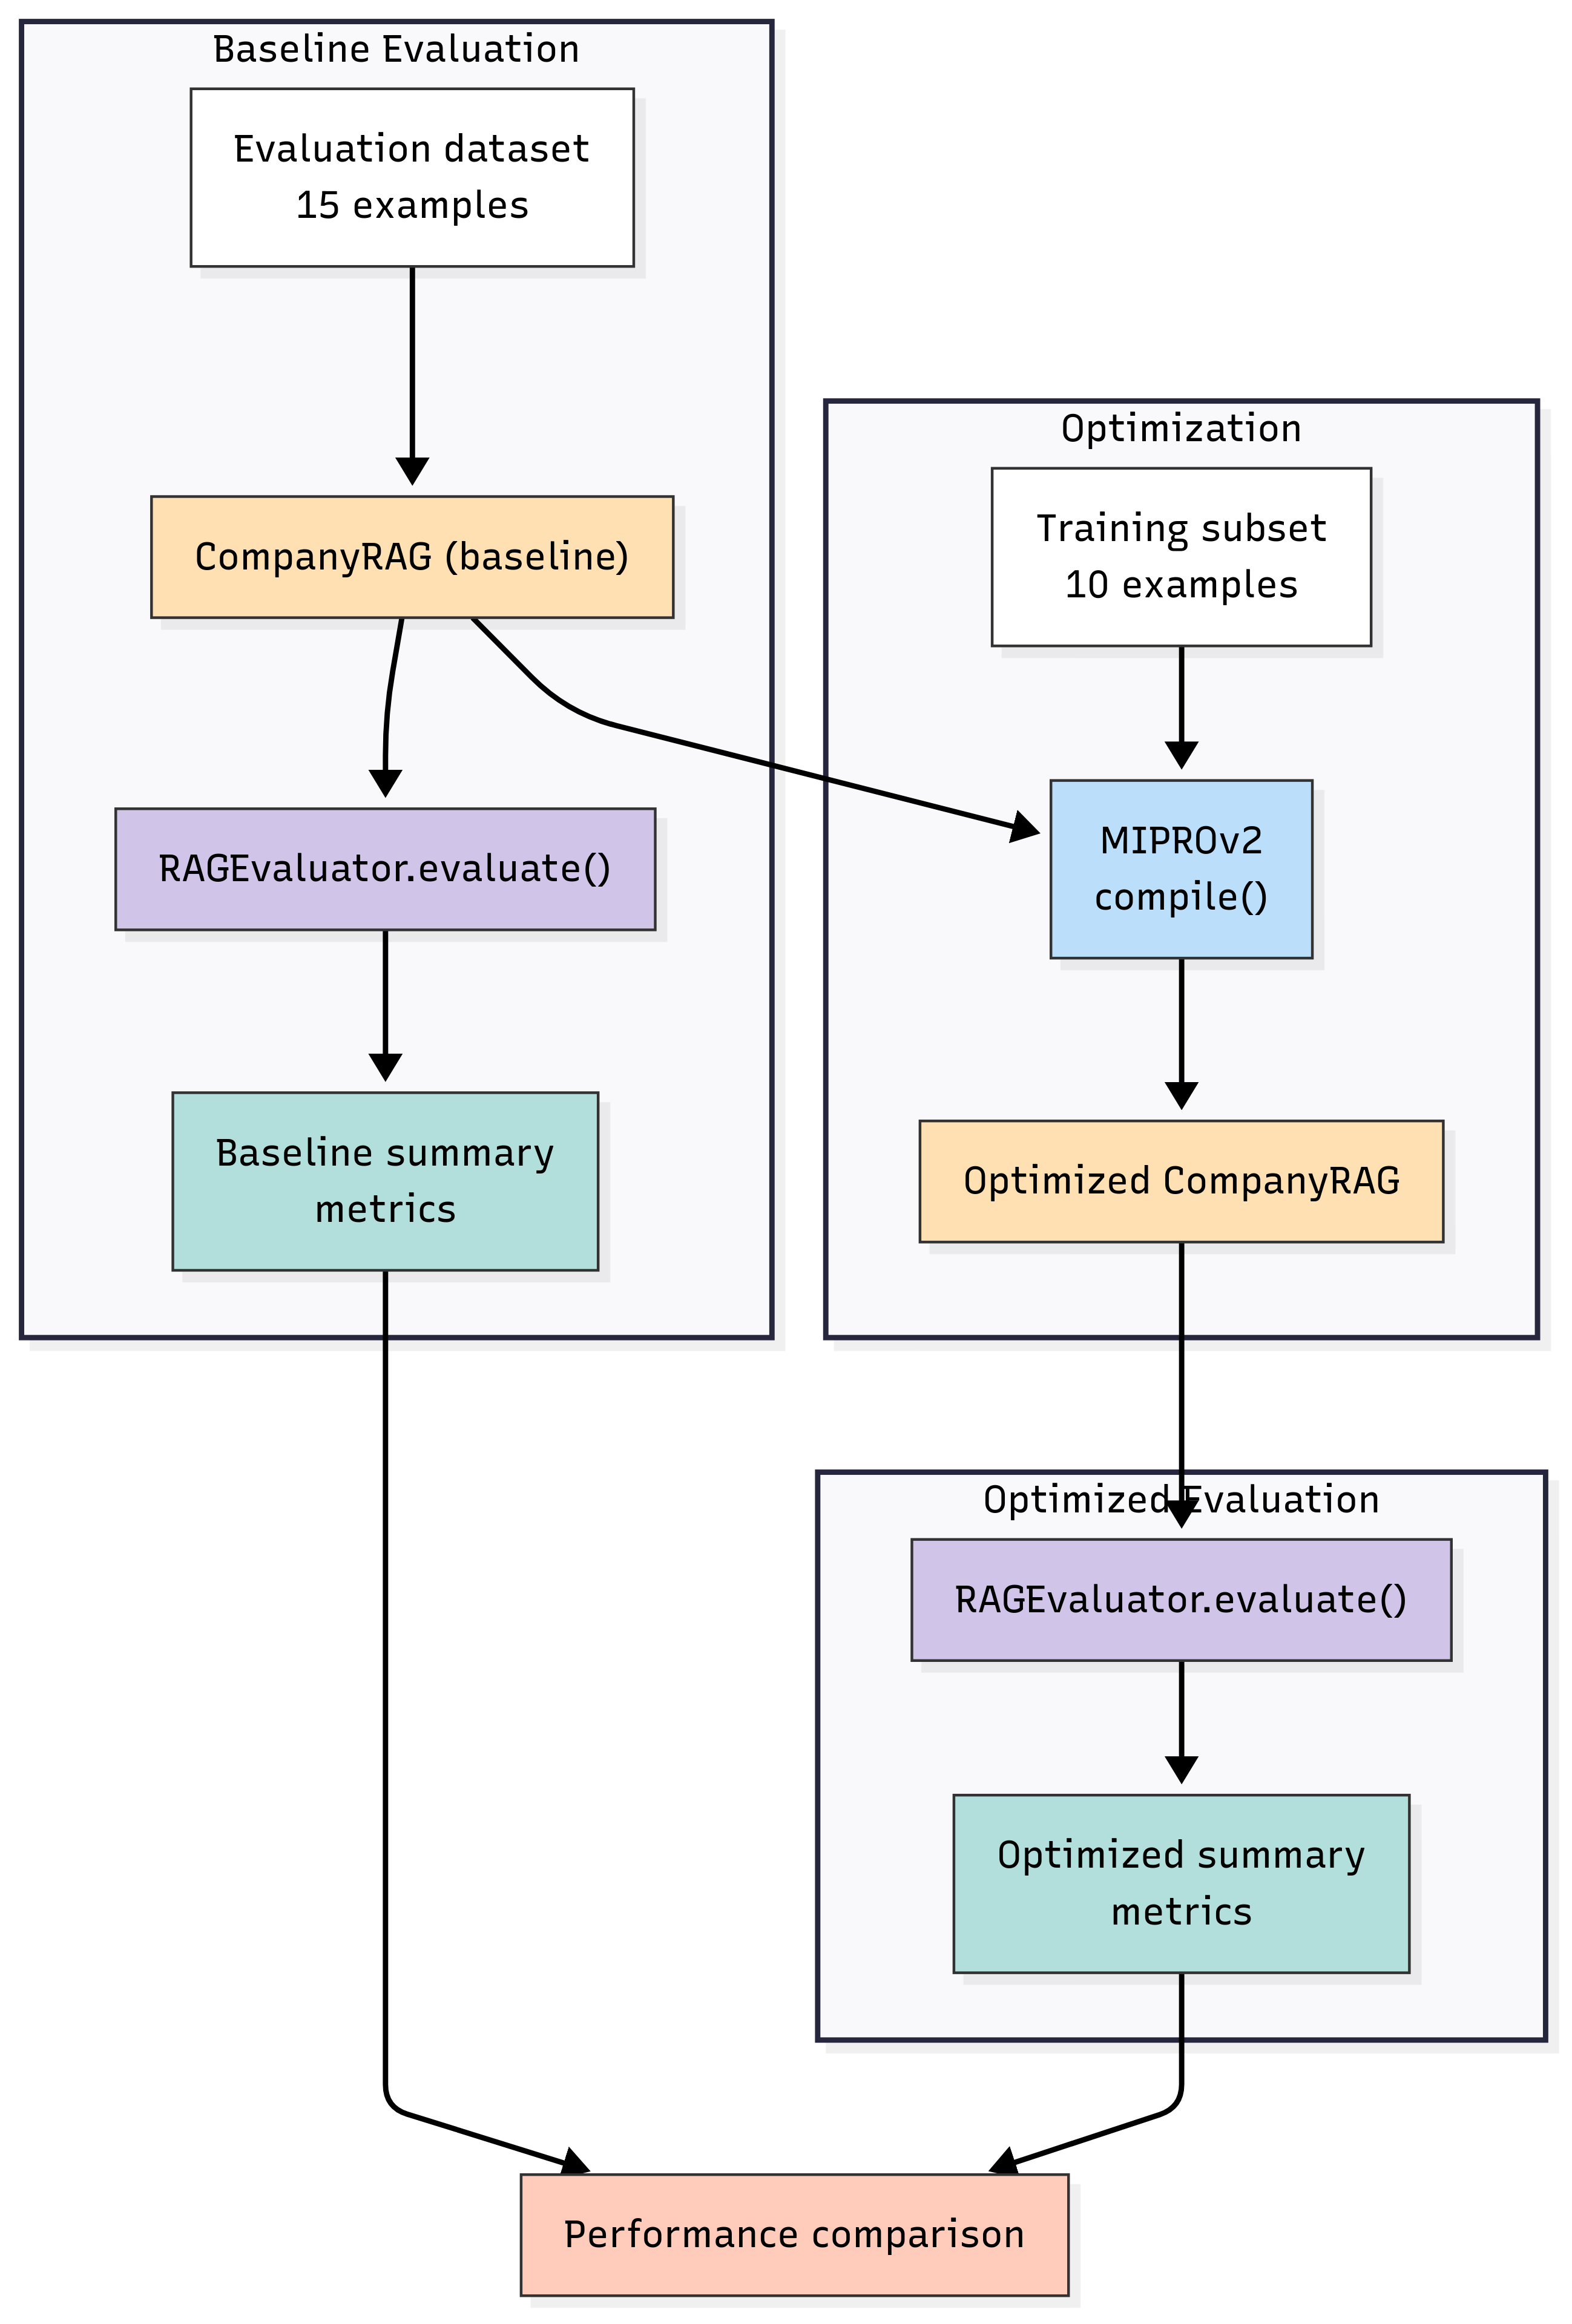 Baseline Evaluation
Evaluation dataset
15 examples
CompanyRAG (baseline)
RAGEvaluator.evaluate()
Baseline summary
metrics
Optimization
Training subset
10 examples
MIPROv2
compile()
Optimized CompanyRAG
Optimized Evaluation
RAGEvaluator.evaluate()
Optimized summary
metrics
Performance comparison